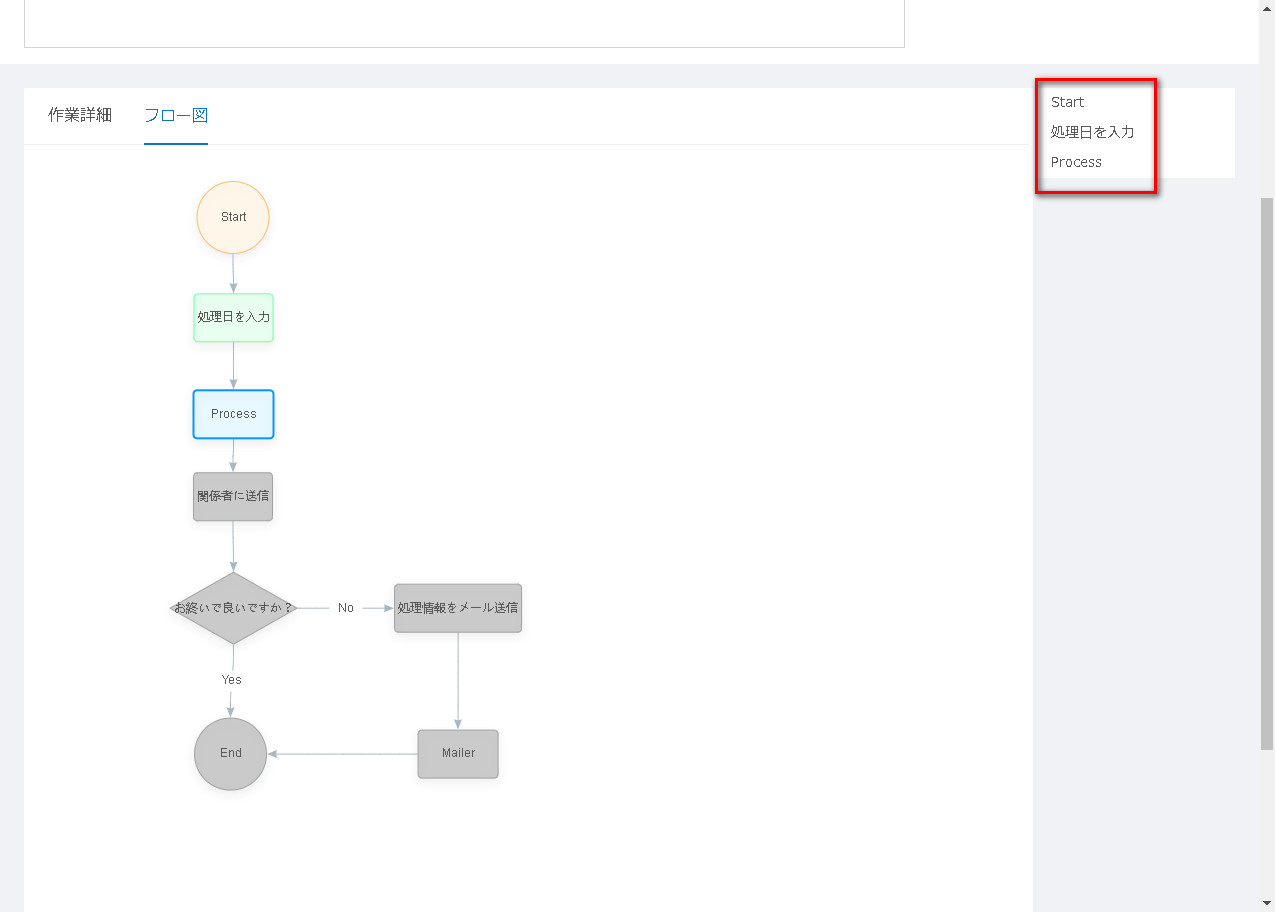 作業詳細
フロー図
Start
処理日を入力
Process
Start
処理日を入力
Process
関係者に送信
お終いで良いですか？
No
処理情報をメール送信
Yes
End
Mailer